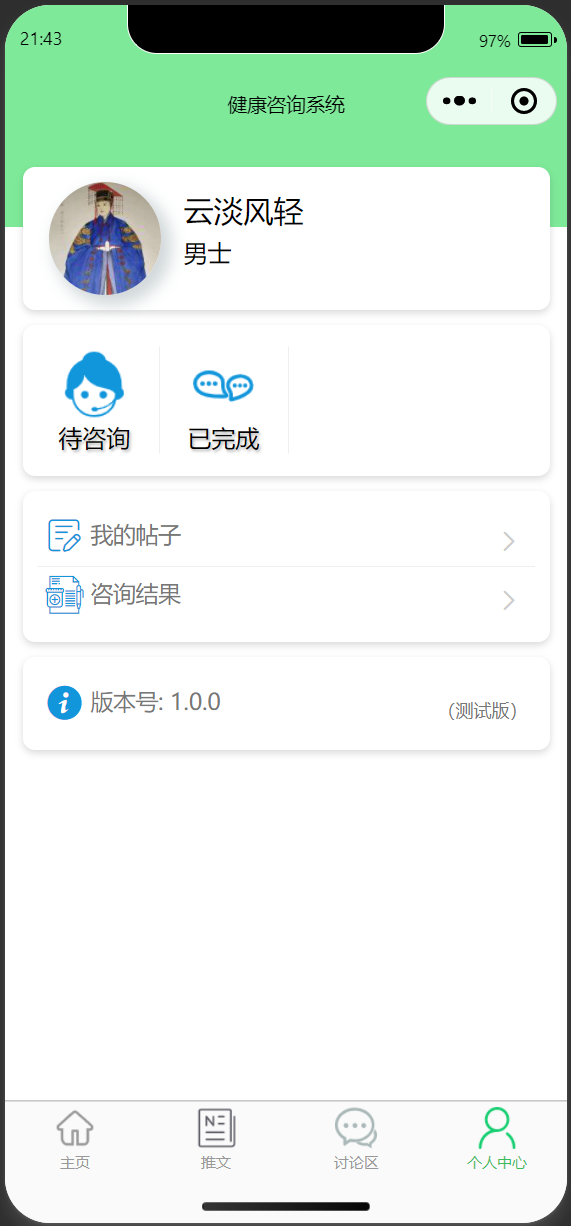 21:43
97%
健康咨询系统
云淡风轻
男士
待咨询
已完成
我的帖子
咨询结果
版本号: 1.0.0
（测试版）
主页
推文
讨论区
个人中心